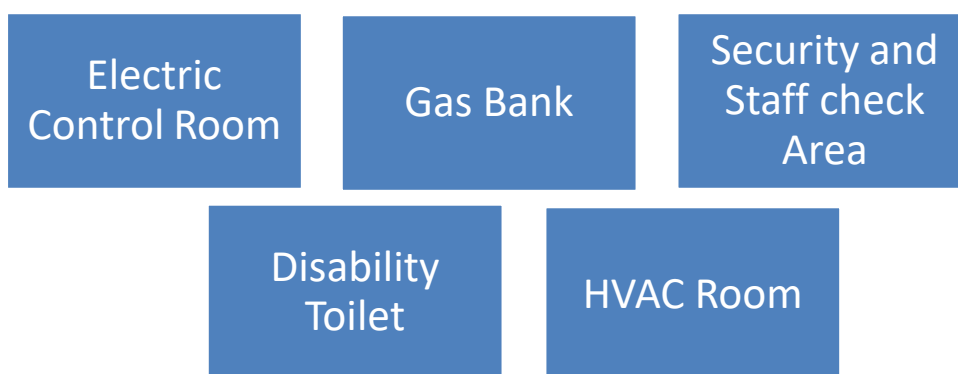 Electric
Control Room
Gas Bank
Security and
Staff check
Area
Disability
Toilet
HVAC Room